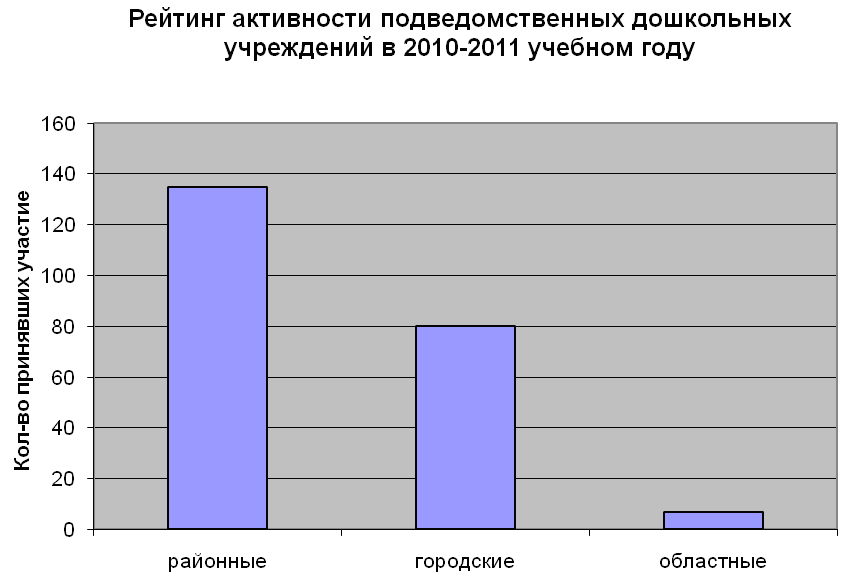 Рейтинг активности подведомственных дошкольных
учреждений в 2010-2011 учебном году
Кол-во принявших участие
160
140
120
100
80
60
40
20
0
районные городские областные